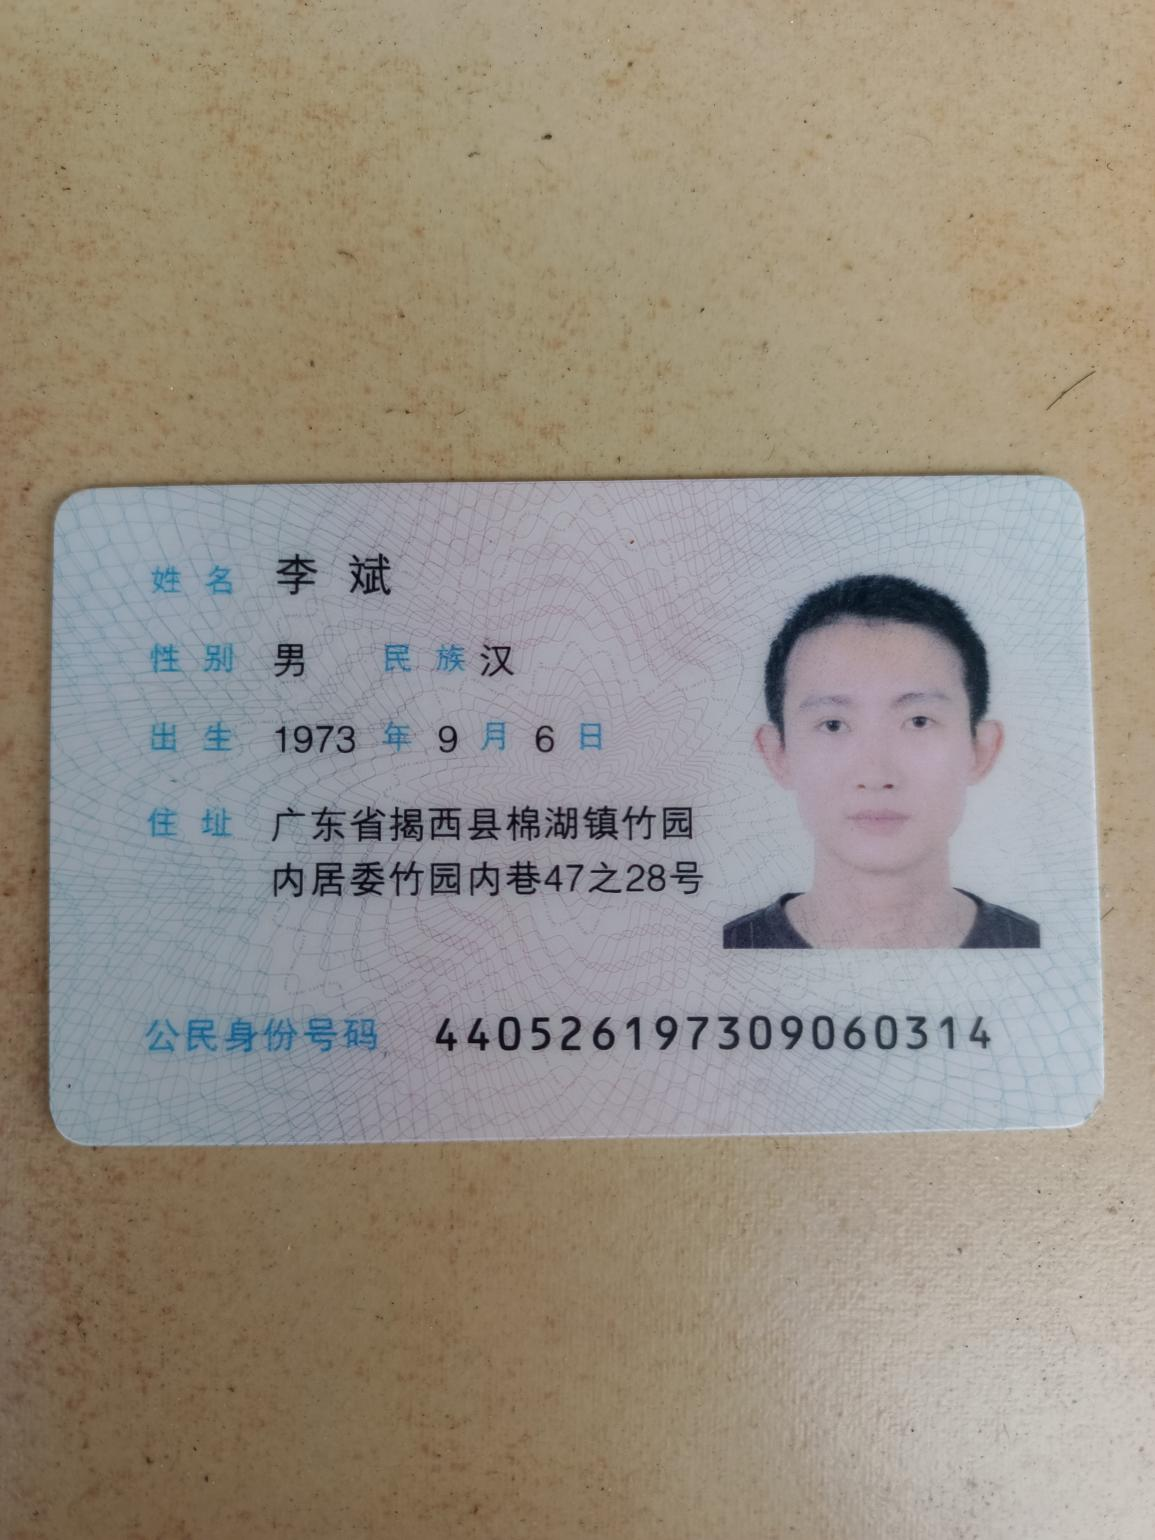 姓名 李斌
性别 男 民族 汉
出生 1973 年 9 月 6 日
住址 广东省揭西县棉湖镇竹园
内居委竹园内巷47之28号
公民身份号码 440526197309060314